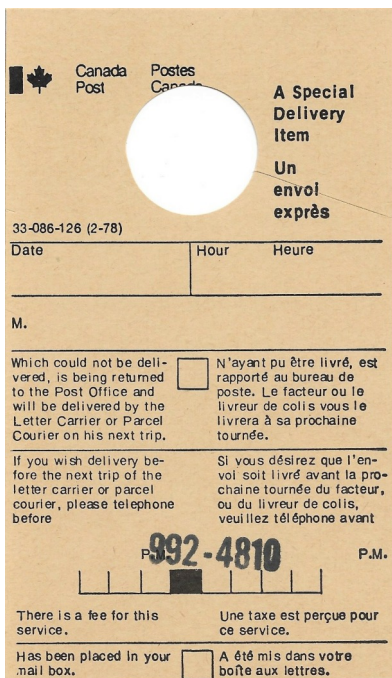 Canada Post
Postes Canada
A Special
Delivery
Item
Un
envoi
exprès
33-086-126 (2-78)
Date
Hour Heure
M.
Which could not be deli-
vered, is being returned
to the Post Office and
will be delivered by the
Letter Carrier or Parcel
Courier on his next trip.
N'ayant pu être livré, est
rapporté au bureau de
poste. Le facteur ou le
livreur de colis vous le
livrera à sa prochaine
tournée.
If you wish delivery be-
fore the next trip of the
letter carrier or parcel
courier, please telephone
before
Si vous désirez que l'en-
voi soit livré avant la pro-
chaine tournée du facteur,
ou du livreur de colis,
veuillez téléphone avant
P.M. 992-4810 P.M.
There is a fee for this
service.
Une taxe est perçue pour
ce service.
Has been placed in your
mail box.
A été mis dans votre
boîte aux lettres.